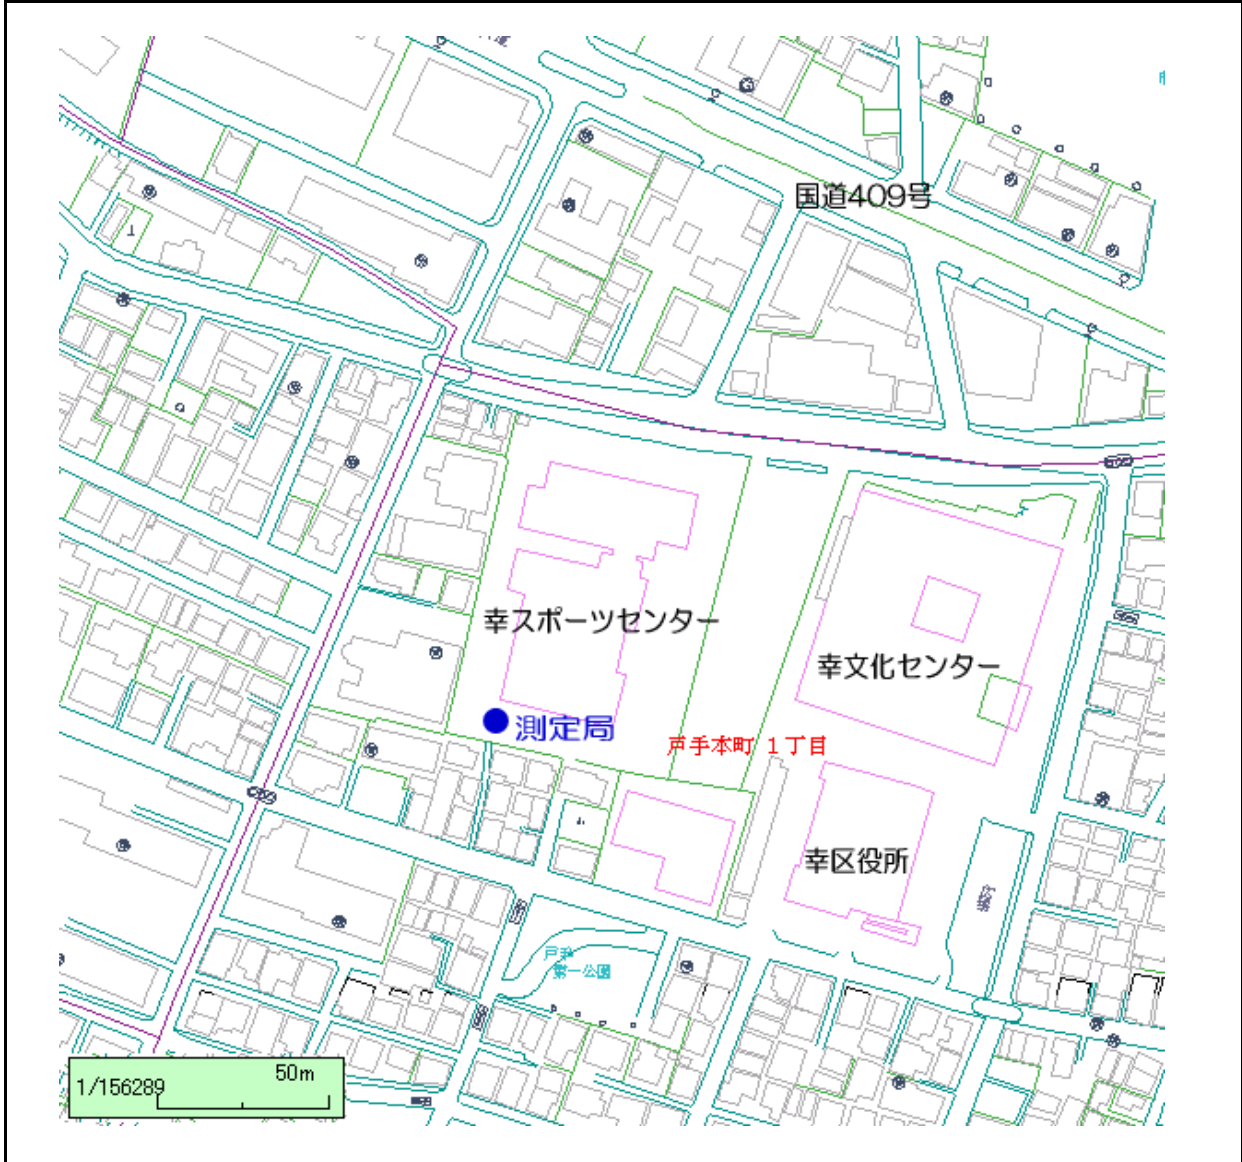 国道409号
幸スポーツセンター
幸文化センター
測定局
戸手本町 1丁目
幸区役所
戸手
第一公園
50m
1/156289